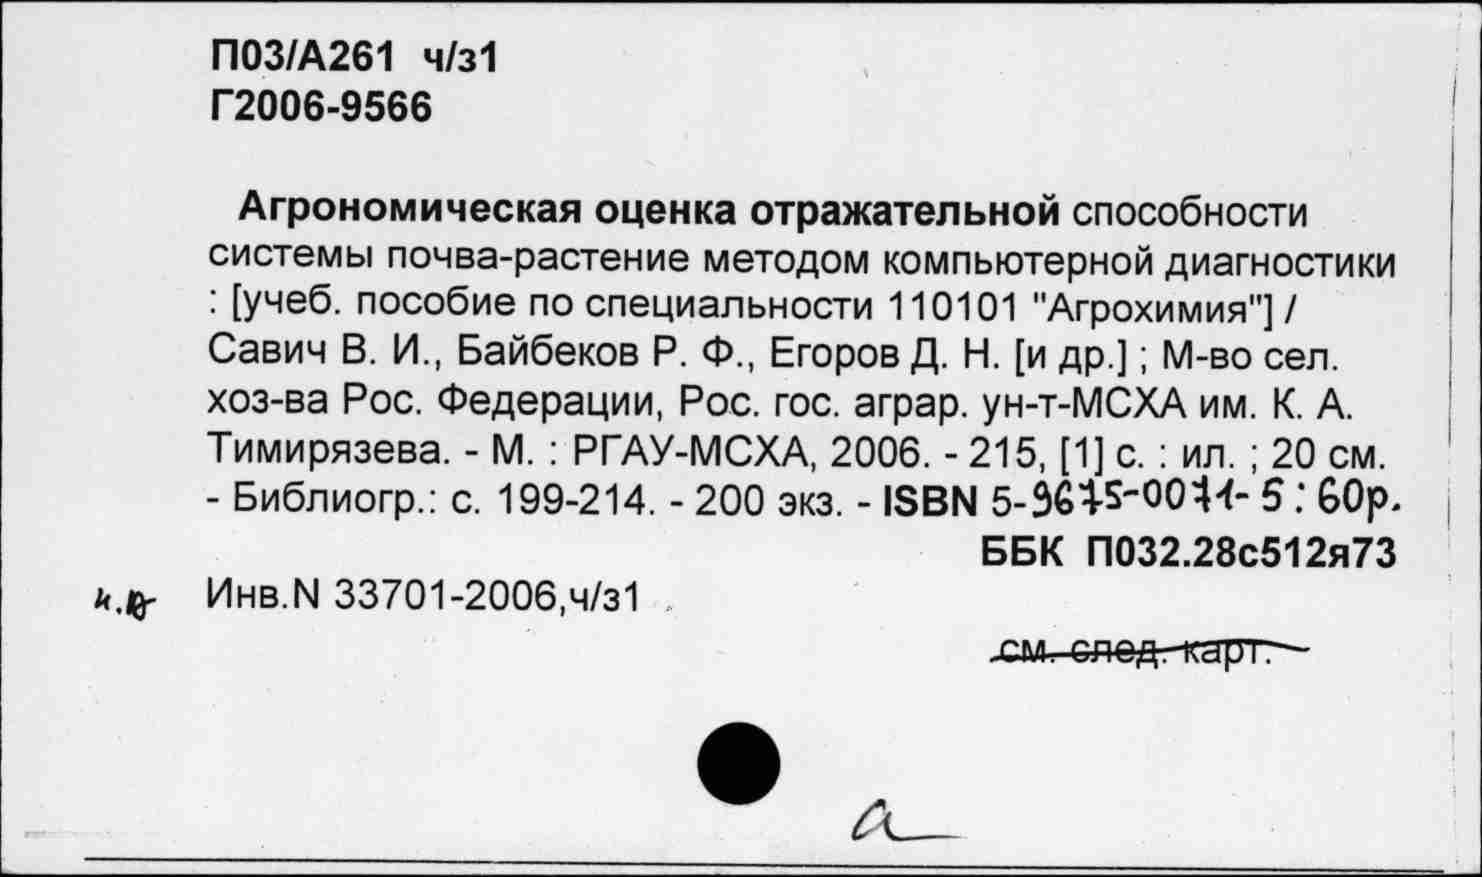 П03/А261 ч/з1
Г2006-9566
Агрономическая оценка отражательной способности
системы почва-растение методом компьютерной диагностики
: [учеб. пособие по специальности 110101 "Агрохимия"] /
Савич В. И., Байбеков Р. Ф., Егоров Д. Н. [и др.] ; М-во сел.
хоз-ва Рос. Федерации, Рос. гос. аграр. ун-т-МСХА им. К. А.
Тимирязева. - М. : РГАУ-МСХА, 2006. - 215, [1] с. : ил. ; 20 см.
- Библиогр.: с. 199-214. - 200 экз. - ISBN 5-9675-0071-5 : 60р.
ББК П032.28с512я73
Инв.N 33701-2006,ч/з1
см. след. карт.
а